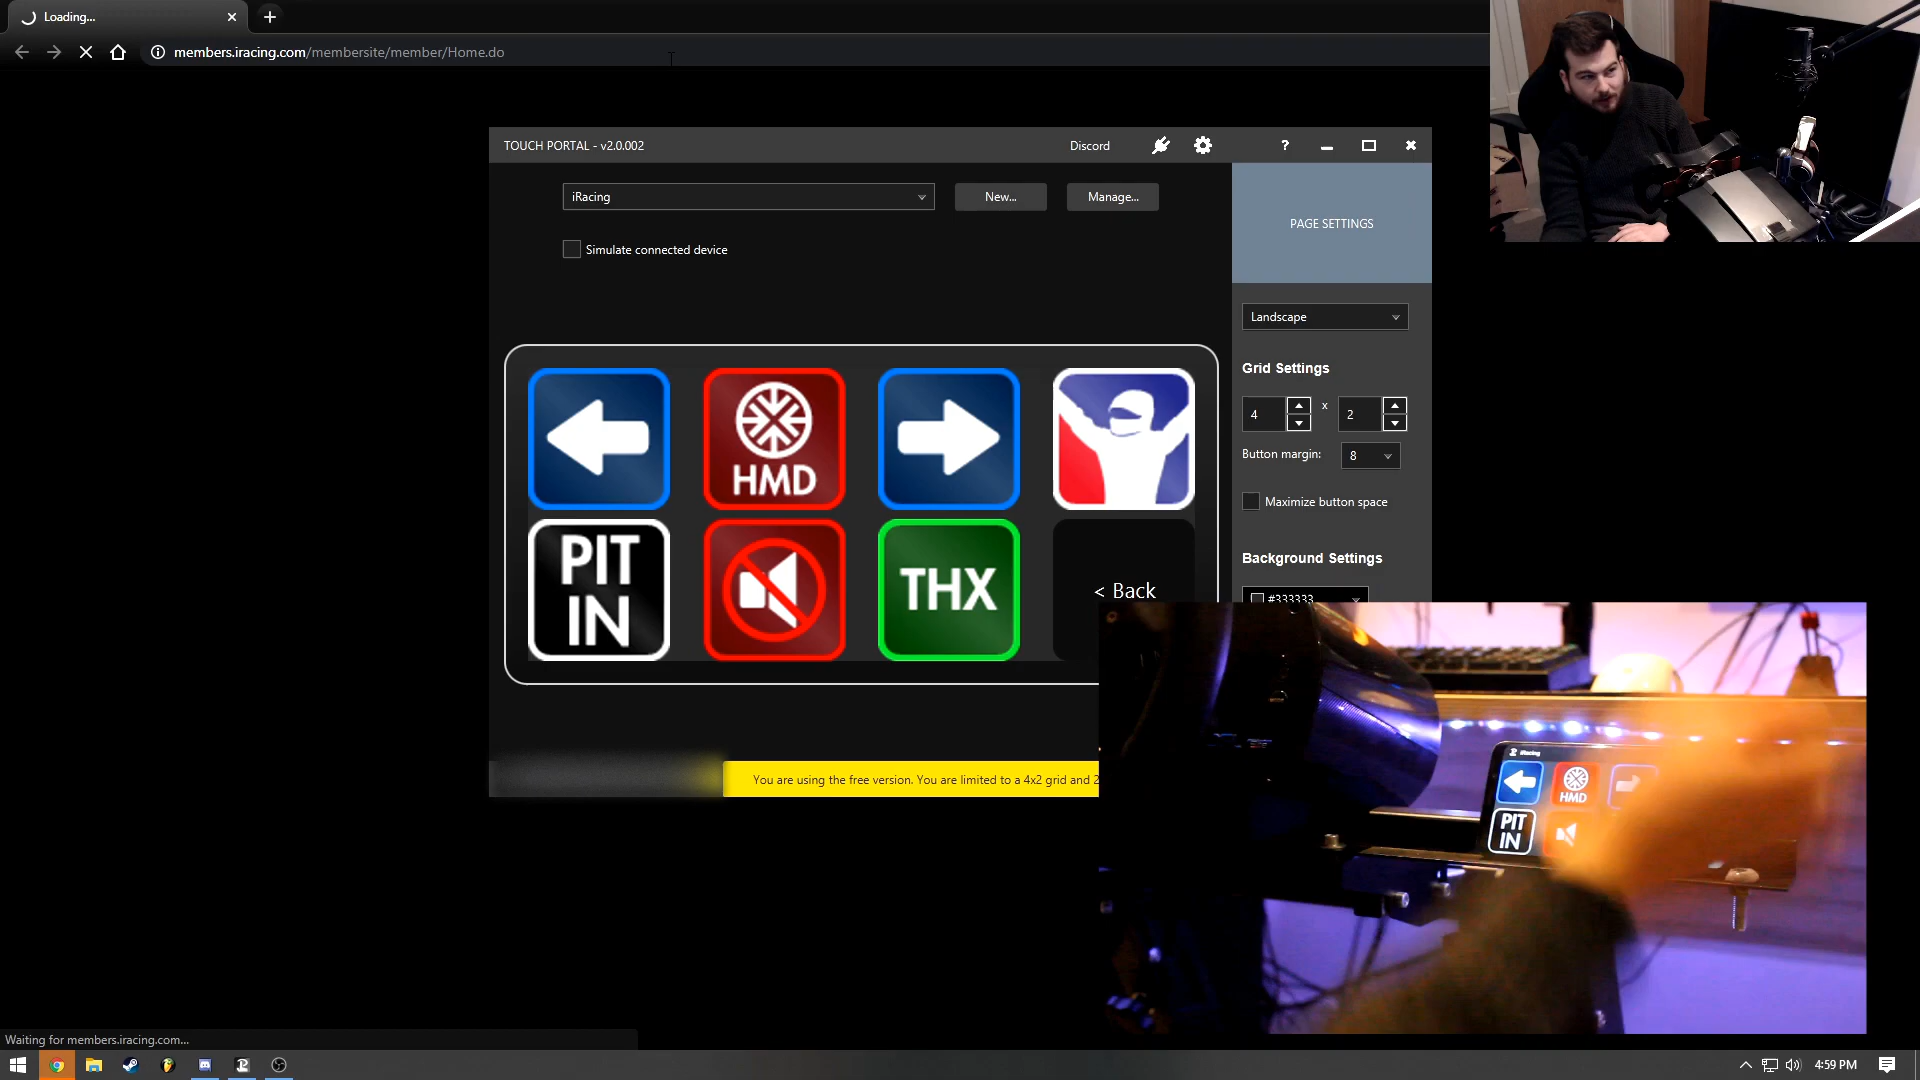 Loading...
members.iracing.com/membersite/member/Home.do
TOUCH PORTAL - v2.0.002
Discord
?
iRacing
New...
Manage...
PAGE SETTINGS
Simulate connected device
Landscape
Grid Settings
4
x
2
HMD
Button margin:
8
Maximize button space
PIT
IN
THX
< Back
Background Settings
#333333
You are using the free version. You are limited to a 4x2 grid and 2
iRacing
HMD
PIT
IN
Waiting for members.iracing.com...
4:59 PM